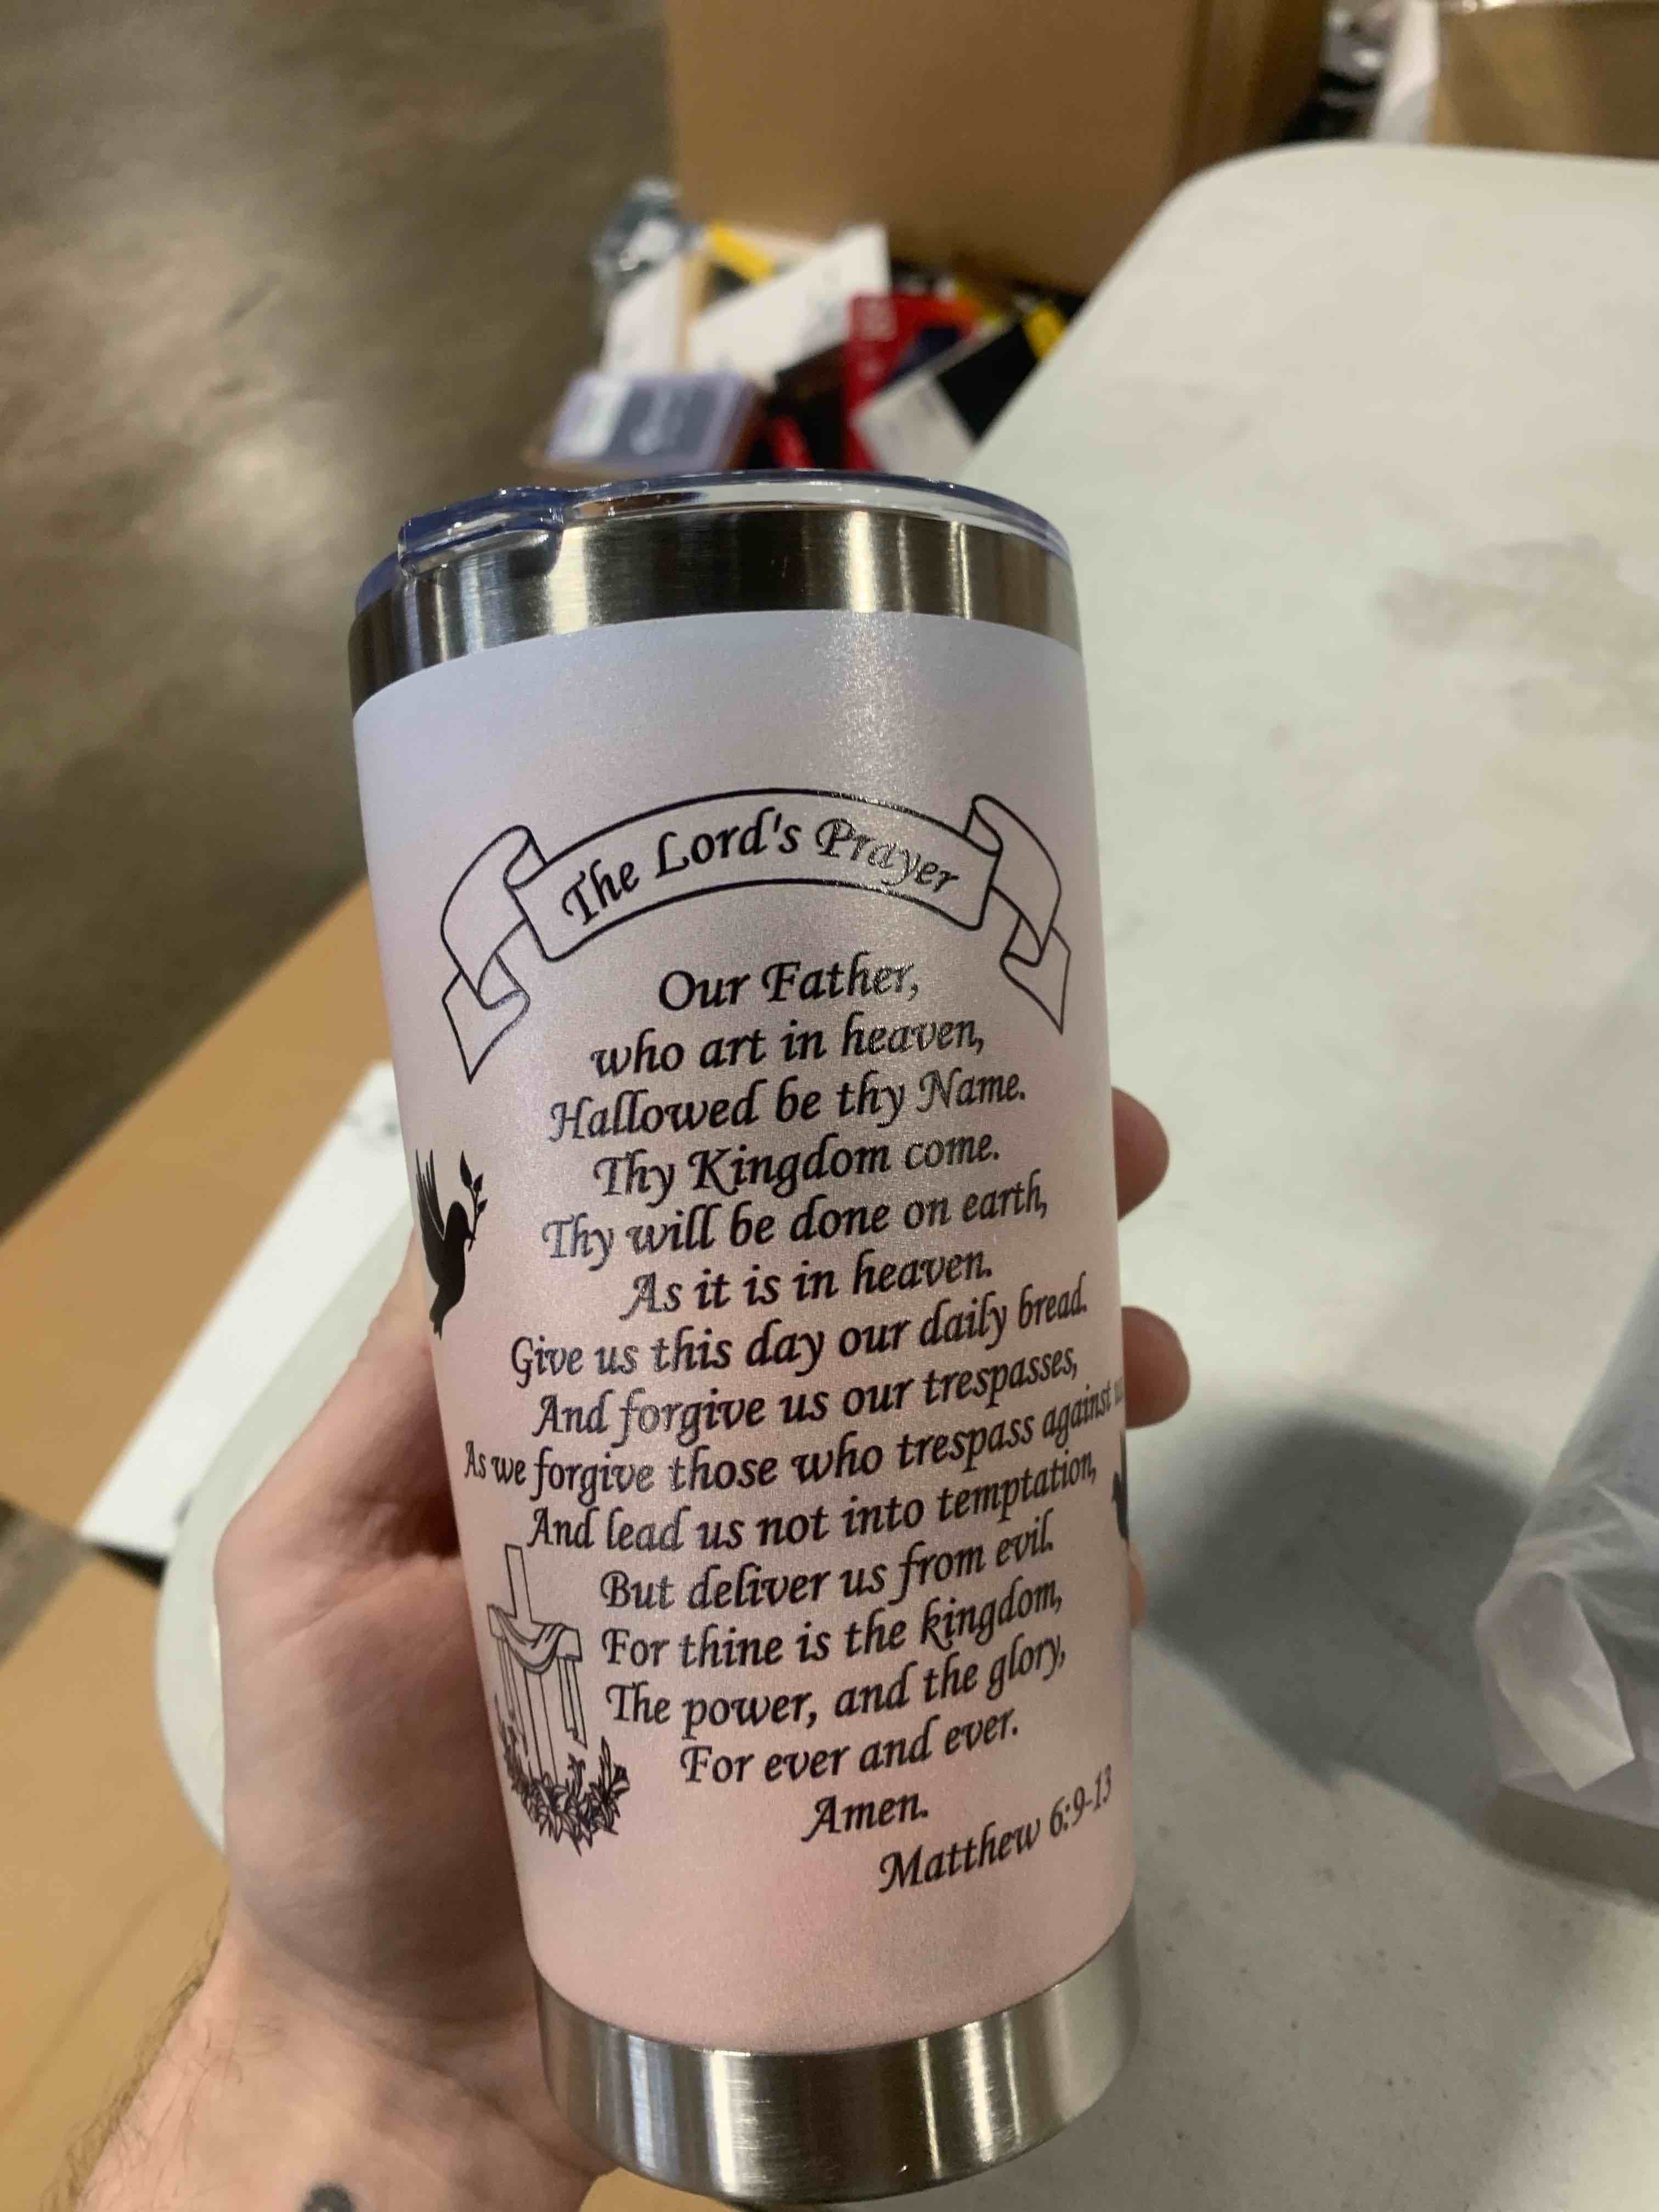 The Lord's Prayer
Our Father,
who art in heaven,
Hallowed be thy Name.
Thy Kingdom come.
Thy will be done on earth,
As it is in heaven.
Give us this day our daily bread.
And forgive us our trespasses,
As we forgive those who trespass against
And lead us not into temptation,
But deliver us from evil.
For thine is the kingdom,
The power, and the glory,
For ever and ever.
Amen.
Matthew 6:9-13